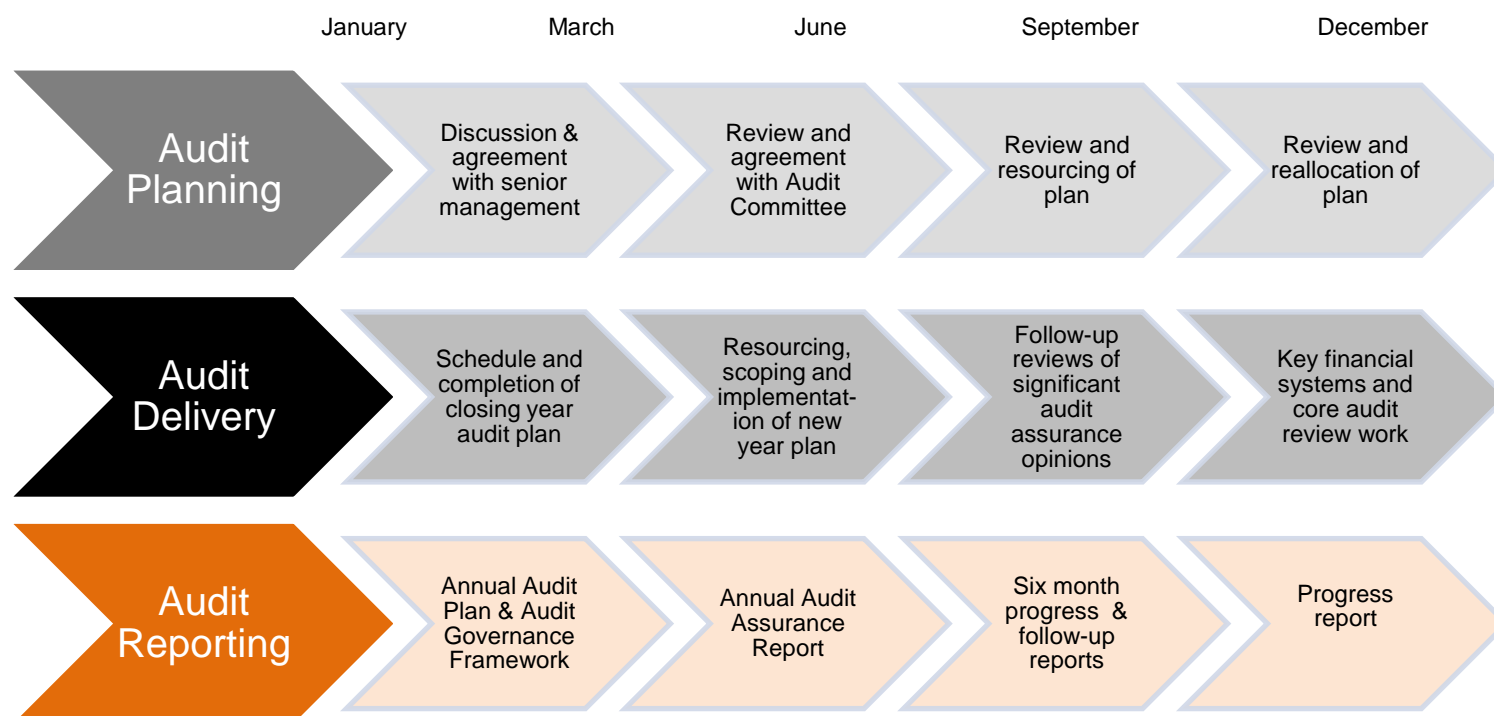 January March June September December
Audit
Planning
Discussion &
agreement
with senior
management
Review and
agreement
with Audit
Committee
Review and
resourcing of
plan
Review and
reallocation of
plan
Audit
Delivery
Schedule and
completion of
closing year
audit plan
Resourcing,
scoping and
implementat-
ion of new
year plan
Follow-up
reviews of
significant
audit
assurance
opinions
Key financial
systems and
core audit
review work
Audit
Reporting
Annual Audit
Plan & Audit
Governance
Framework
Annual Audit
Assurance
Report
Six month
progress &
follow-up
reports
Progress
report